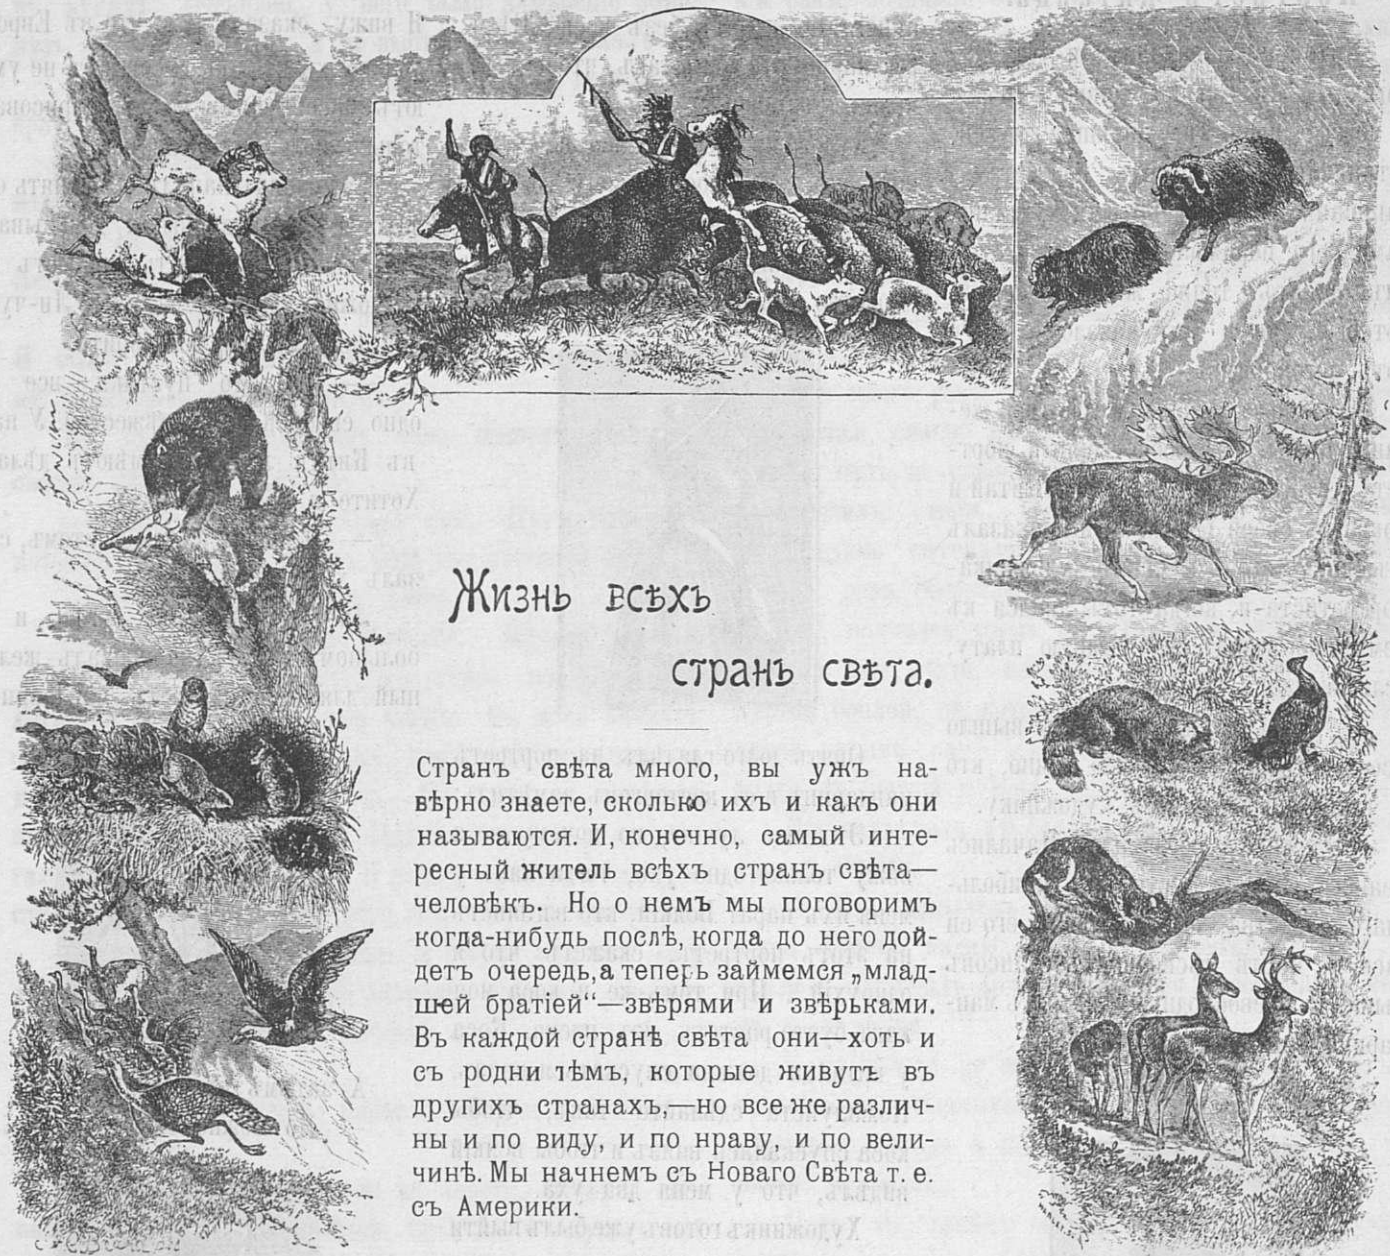 Жизнь всѣхъ
странъ свѣта.
Странъ свѣта много, вы ужъ на-
вѣрно знаете, сколько ихъ и какъ они
называются. И, конечно, самый инте-
ресный житель всѣхъ странъ свѣта—
человѣкъ. Но о немъ мы поговоримъ
когда-нибудь послѣ, когда до него дой-
детъ очередь, а теперь займемся „млад-
шей братіей“—звѣрями и звѣрьками.
Въ каждой странѣ свѣта они—хоть и
съ родни тѣмъ, которые живутъ въ
другихъ странахъ,—но все же различ-
ны и по виду, и по нраву, и по вели-
чинѣ. Мы начнемъ съ Новаго Свѣта т. е.
съ Америки.